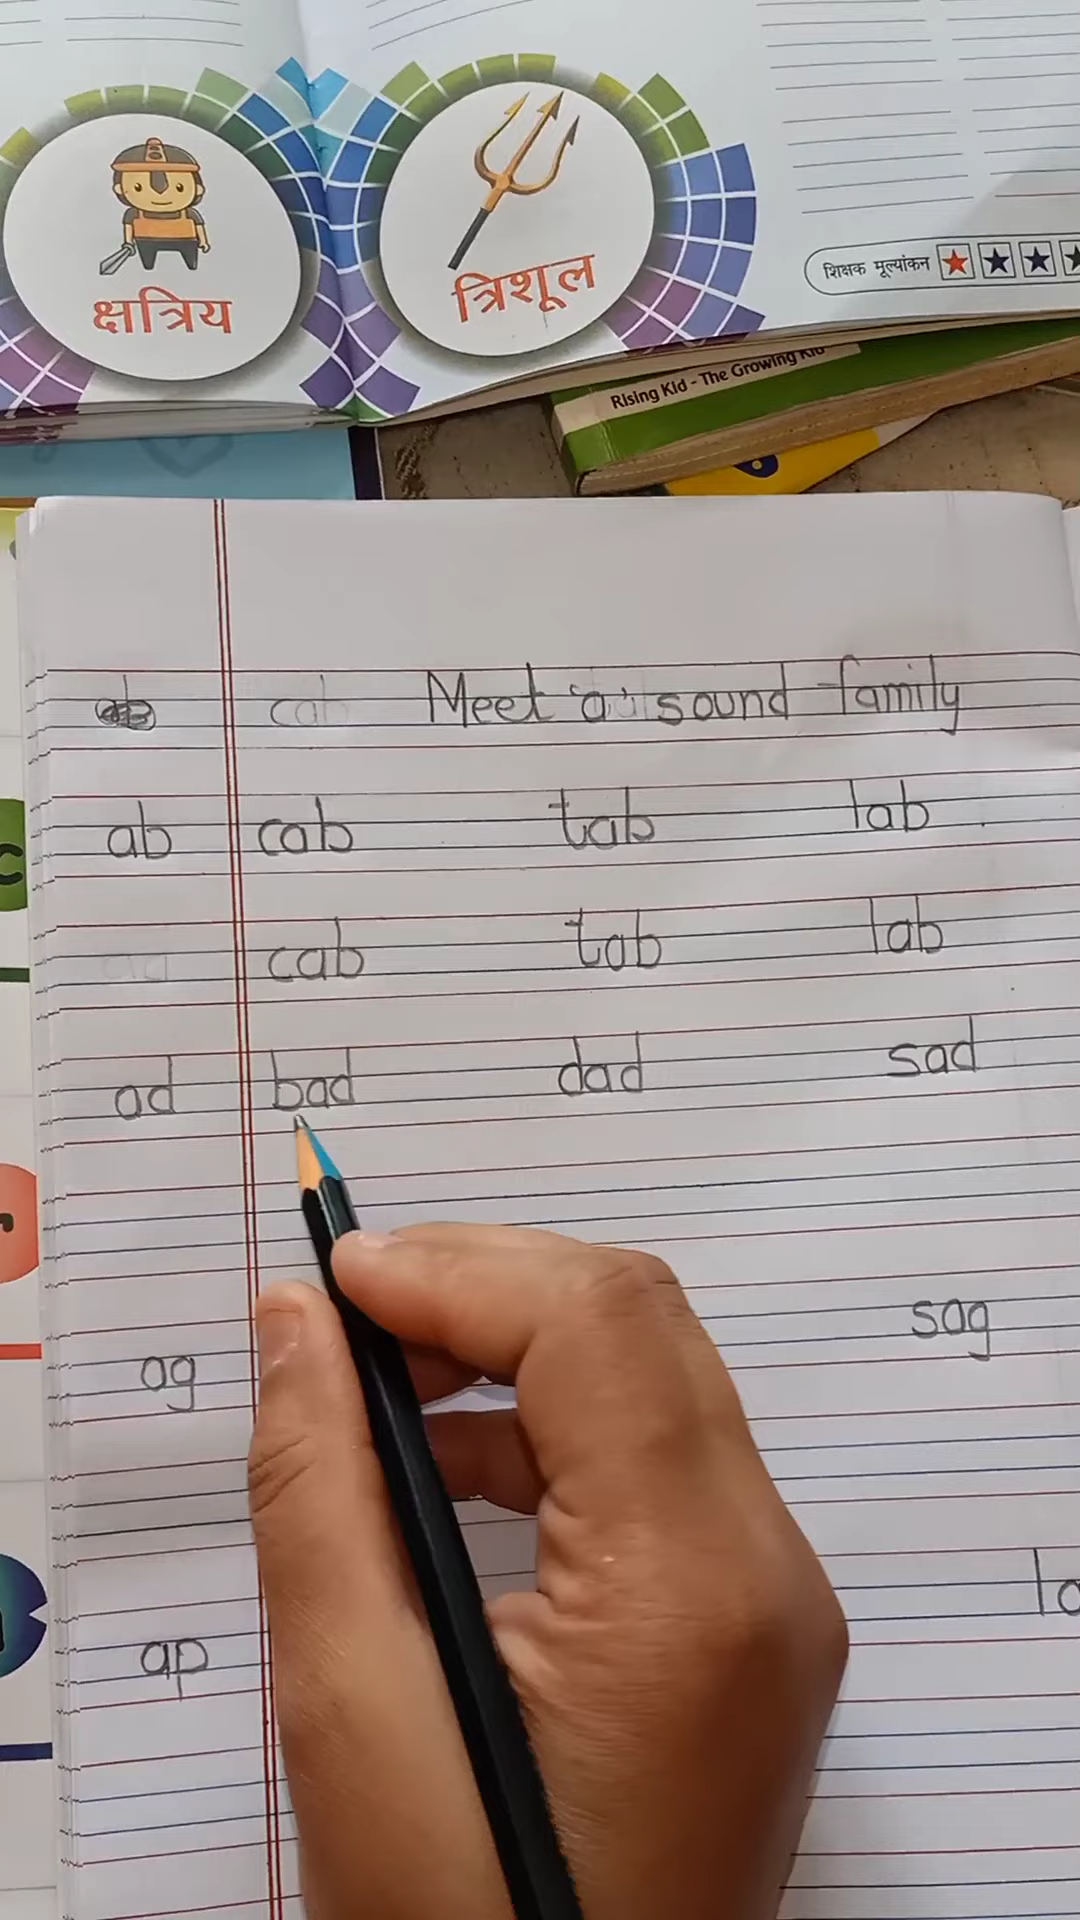 क्षत्रिय
त्रिशूल
शिक्षक मूल्यांकन
Rising Kid - The Growing Kid
cab Meet 'a' sound family
ab cab tab lab
cab tab lab
ad bad dad sad
ag sag
ap